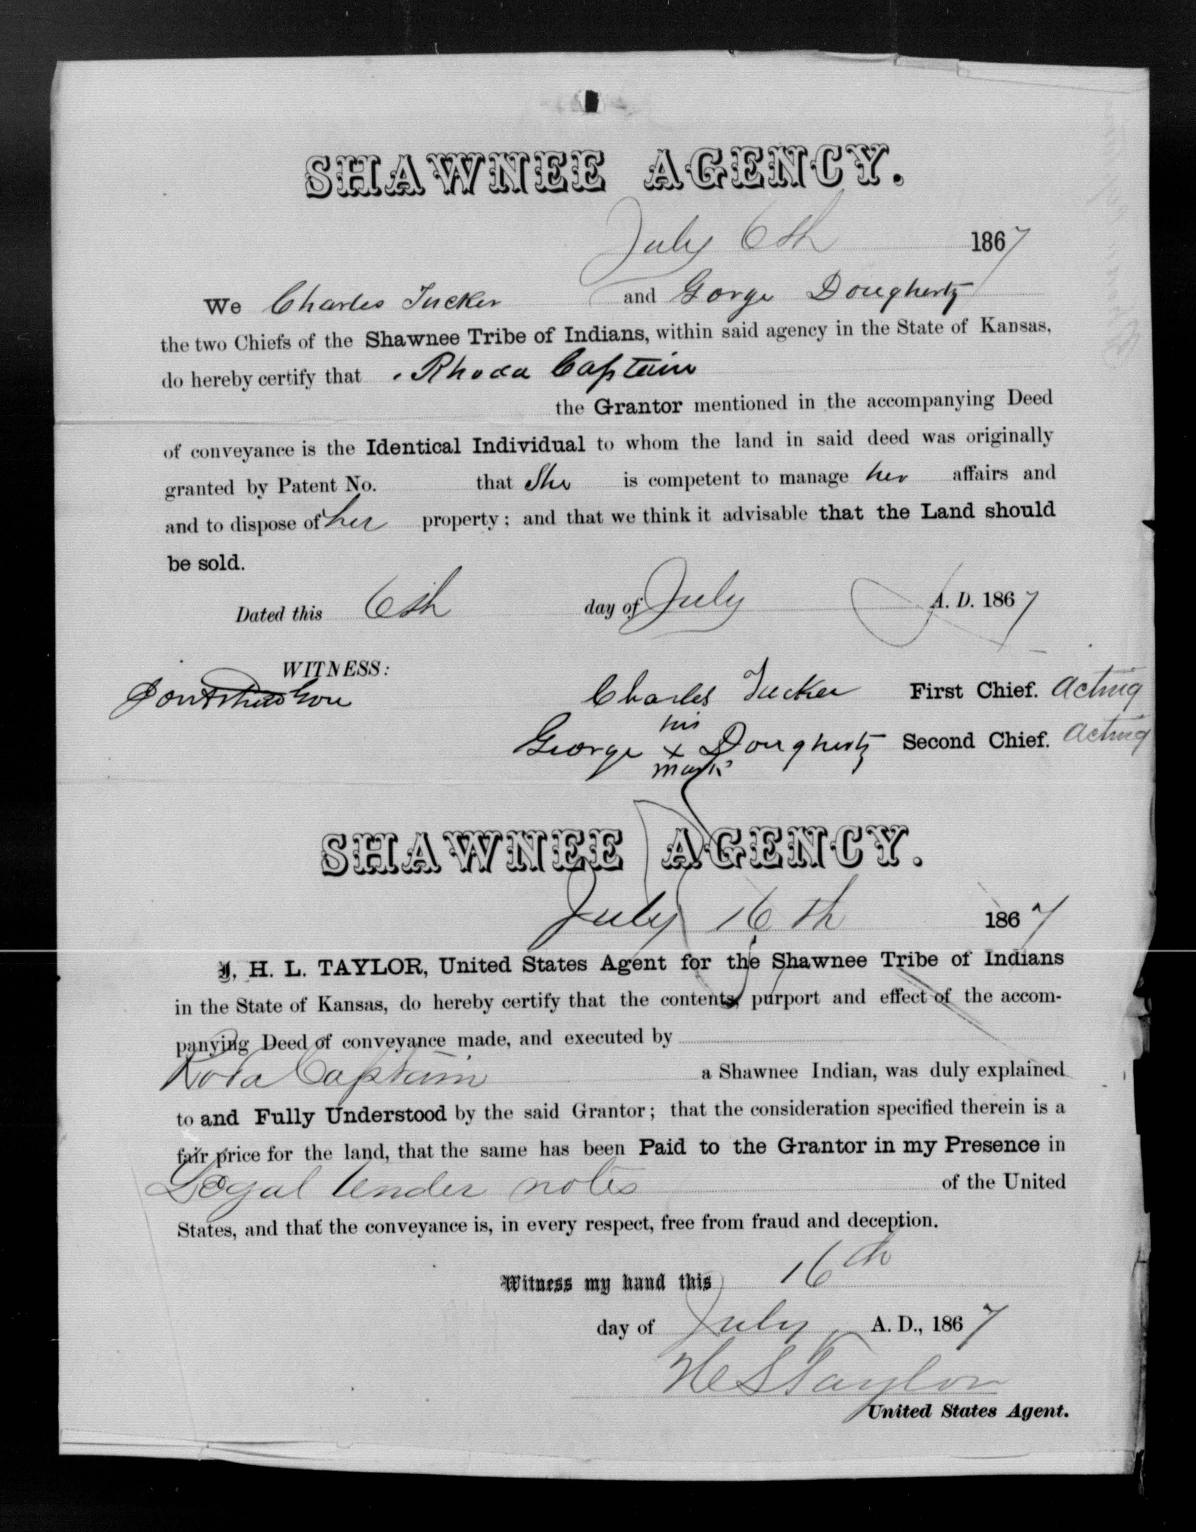 SHAWNEE AGENCY.
July 6th 1867
We Charles Tucker and Gorge Dougherty
the two Chiefs of the Shawnee Tribe of Indians, within said agency in the State of Kansas,
do hereby certify that Rhoda Captain
the Grantor mentioned in the accompanying Deed
of conveyance is the Identical Individual to whom the land in said deed was originally
granted by Patent No. that She is competent to manage her affairs and
and to dispose of her property; and that we think it advisable that the Land should
be sold.
Dated this 6th day of July A. D. 1867
WITNESS:
Charles Tucker First Chief. acting
his
George x Dougherty Second Chief. acting
mark
SHAWNEE AGENCY.
July 16th 1867
I, H. L. TAYLOR, United States Agent for the Shawnee Tribe of Indians
in the State of Kansas, do hereby certify that the contents, purport and effect of the accom-
panying Deed of conveyance made, and executed by
Captain a Shawnee Indian, was duly explained
to and Fully Understood by the said Grantor; that the consideration specified therein is a
fair price for the land, that the same has been Paid to the Grantor in my Presence in
Legal tender notes of the United
States, and that the conveyance is, in every respect, free from fraud and deception.
Witness my hand this 16th
day of July A. D., 1867
H L Taylor
United States Agent.